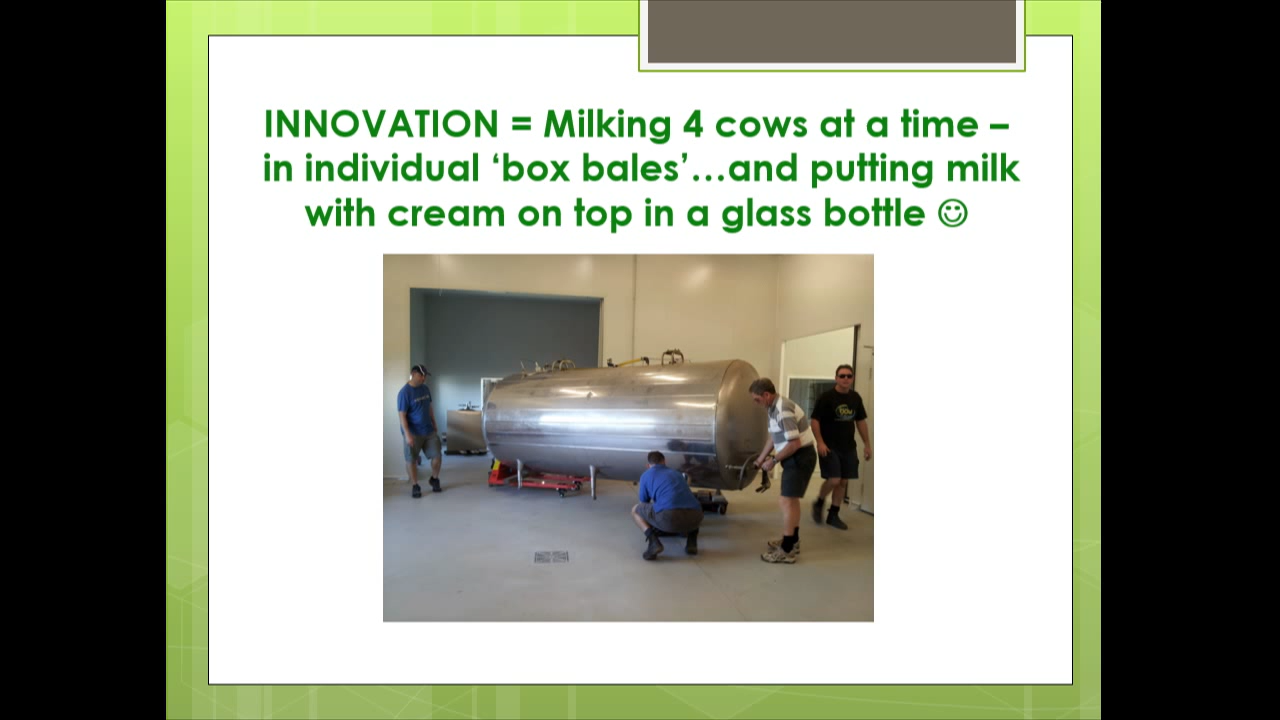 INNOVATION = Milking 4 cows at a time –
in individual ‘box bales’…and putting milk
with cream on top in a glass bottle ☺